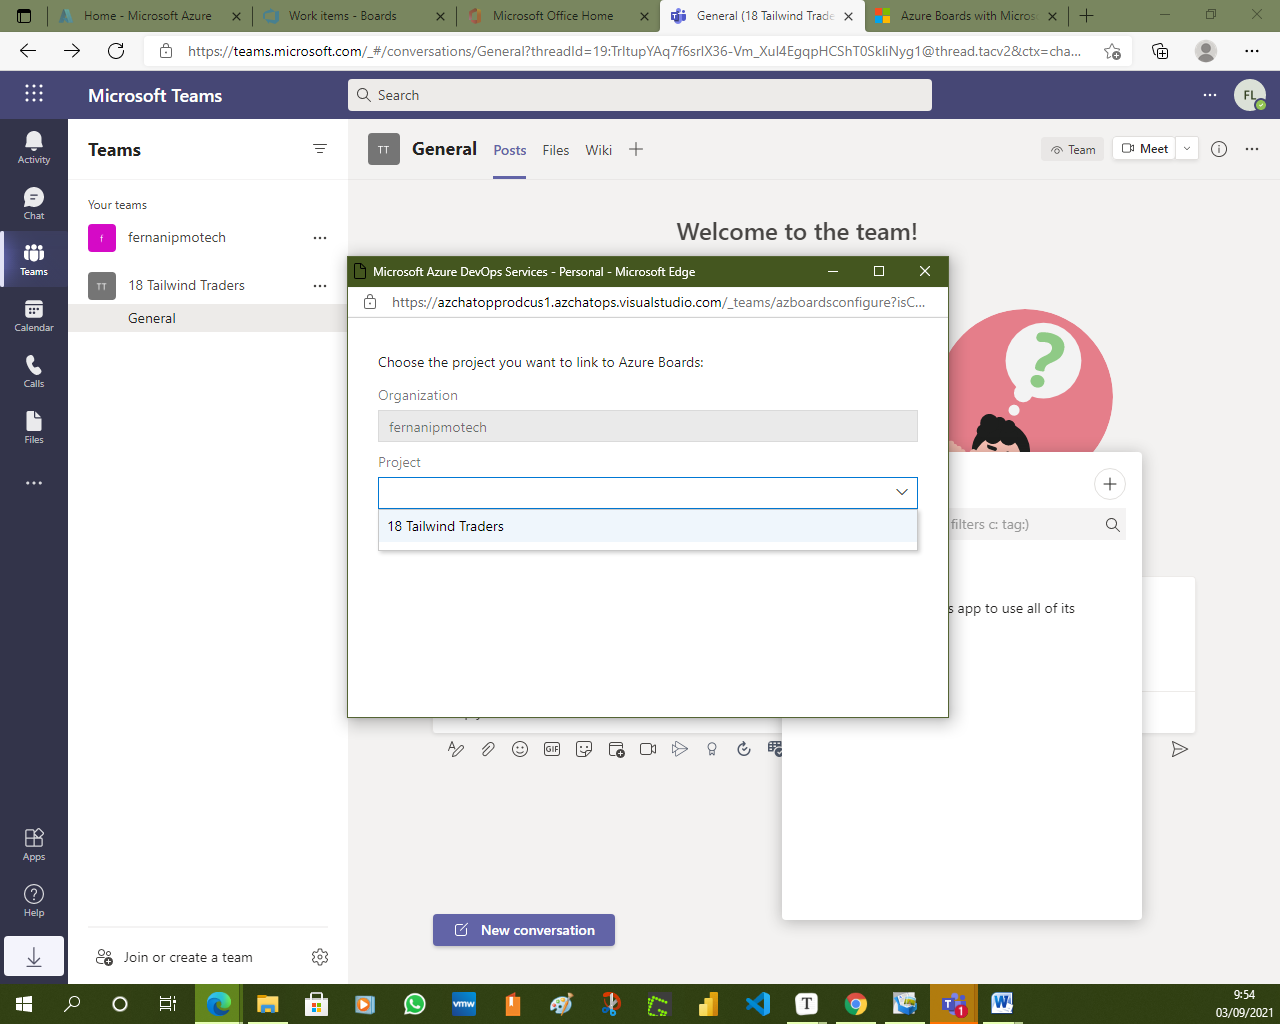 Home - Microsoft Azure
Work items - Boards
Microsoft Office Home
General (18 Tailwind Trade
Azure Boards with Micros
https://teams.microsoft.com/_#/conversations/General?threadId=19:TrItupYAq7f6srIX36-Vm_XuI4EgqpHCShT0SkIiNyg1@thread.tacv2&ctx=cha...
Microsoft Teams
Search
FL
Activity
Chat
Teams
Calendar
Calls
Files
Apps
Help
Teams
Your teams
f
fernanipmotech
TT
18 Tailwind Traders
General
Join or create a team
TT
General
Posts
Files
Wiki
Team
Meet
Welcome to the team!
Microsoft Azure DevOps Services - Personal - Microsoft Edge
https://azchatopprodcus1.azchatops.visualstudio.com/_teams/azboardsconfigure?isC...
Choose the project you want to link to Azure Boards:
Organization
fernanipmotech
Project
18 Tailwind Traders
filters c: tag:)
s app to use all of its
GIF
New conversation
vmw
T
1
9:54
03/09/2021